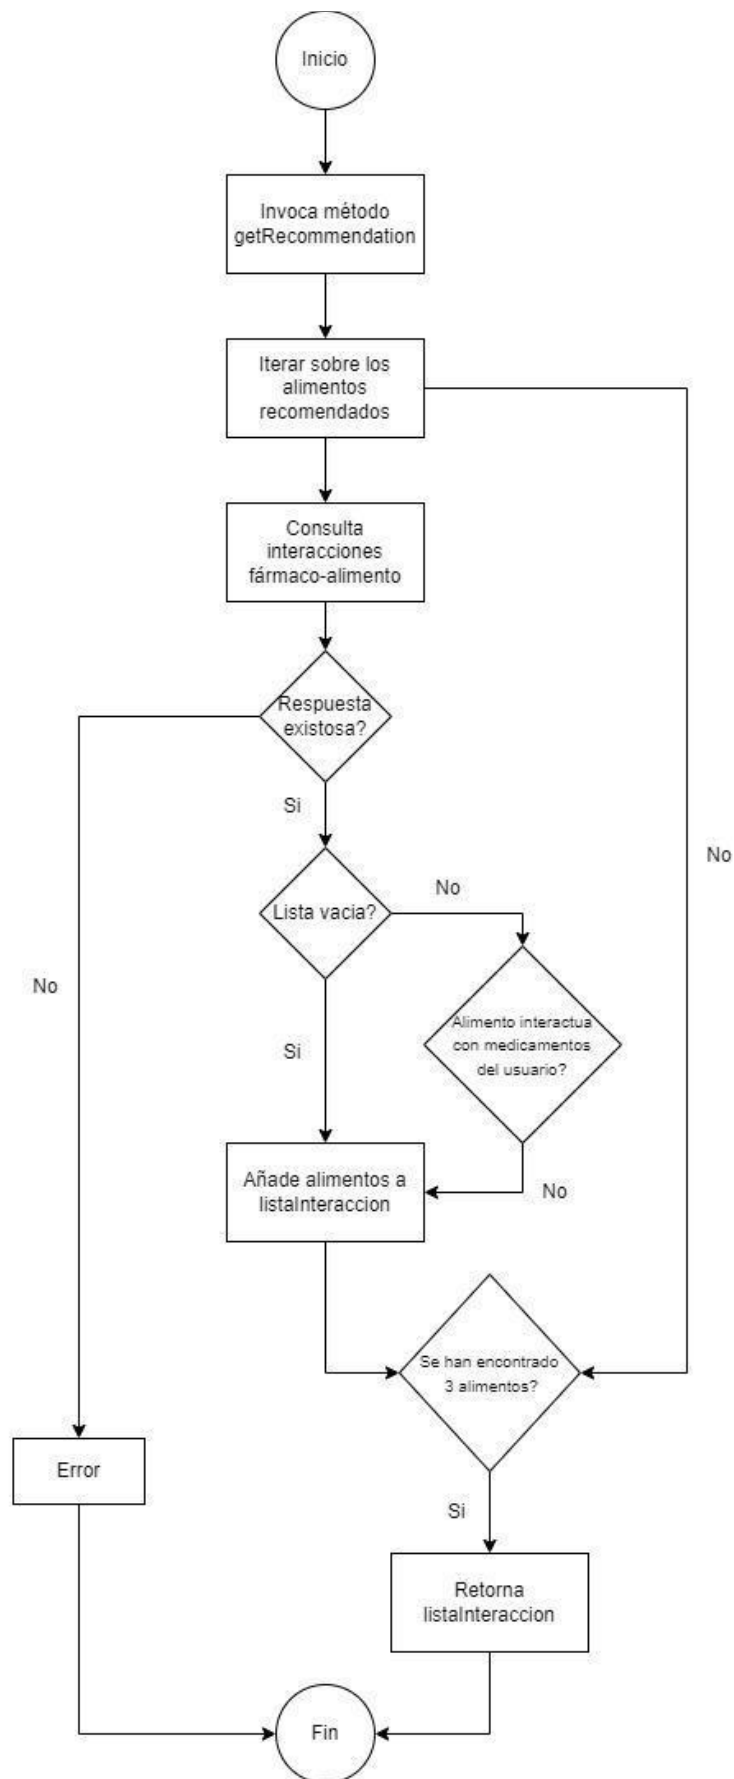 Inicio
Invoca método
getRecommendation
Iterar sobre los
alimentos
recomendados
Consulta
interacciones
fármaco-alimento
Respuesta
existosa?
Si
No
Lista vacia?
No
No
Alimento interactua
con medicamentos
del usuario?
Si
Añade alimentos a
listaInteraccion
No
Se han encontrado
3 alimentos?
Error
Si
Retorna
listaInteraccion
Fin